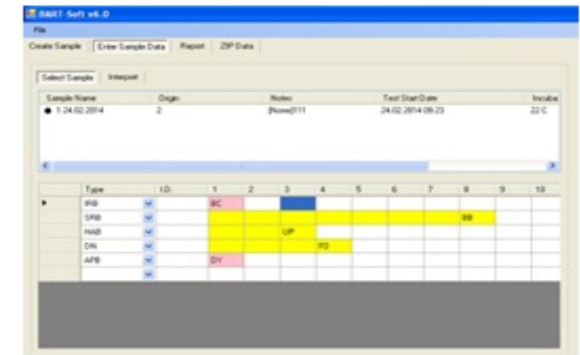 BART-Soft v6.0
File
Create Sample Enter Sample Data Report ZIP Data
Select Sample Interpret
Sample Name Origin Notes Test Start Date Incuba
1 24.02.2014 2 [None]111 24.02.2014 09:23 22 C
Type I.D. 1 2 3 4 5 6 7 8 9 10
IRB BC
SRB BB
HAB UP
DN FO
APB DY